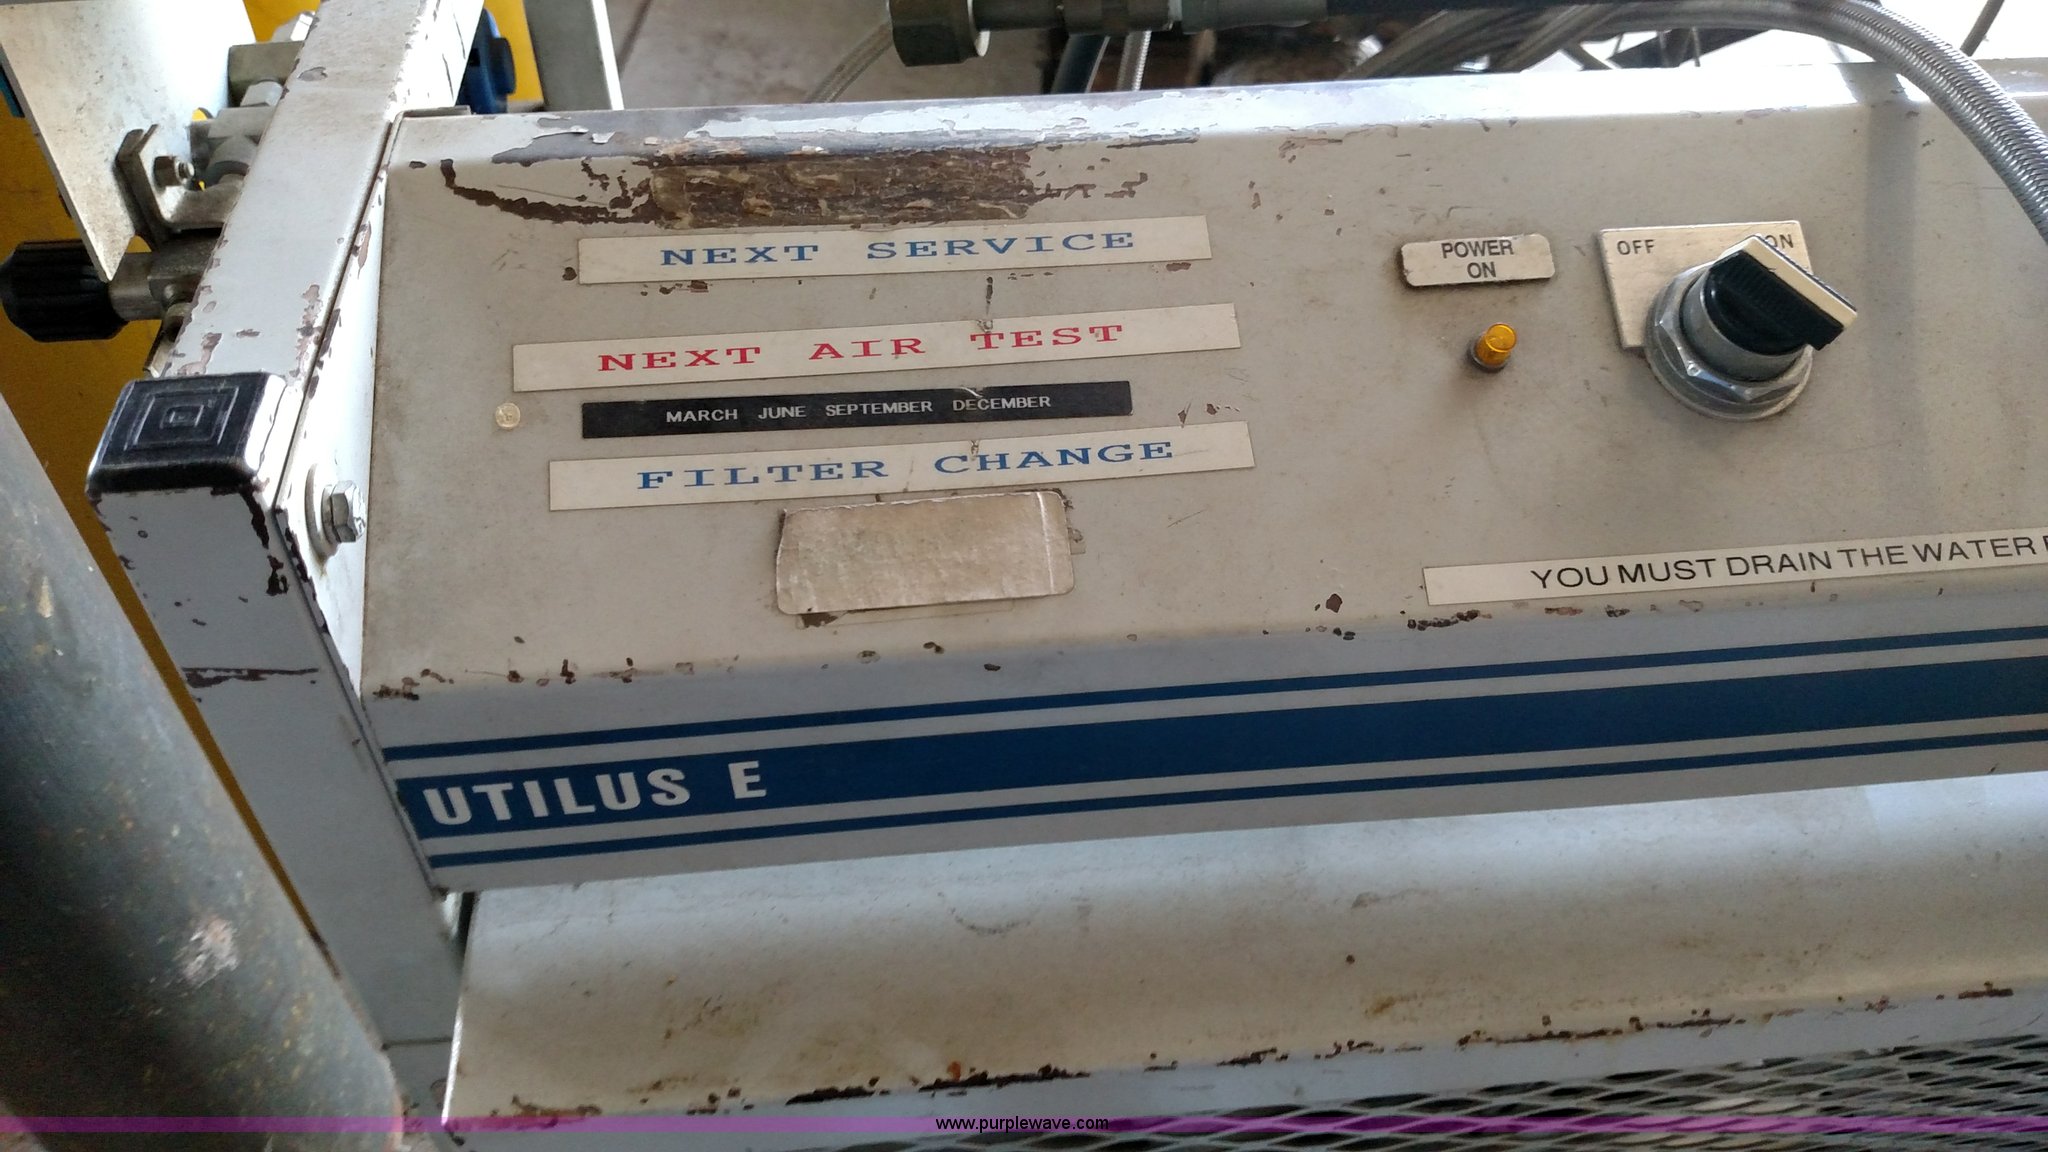 NEXT SERVICE
NEXT AIR TEST
MARCH JUNE SEPTEMBER DECEMBER
FILTER CHANGE
POWER
ON
OFF ON
YOU MUST DRAIN THE WATER
UTILUS E
www.purplewave.com